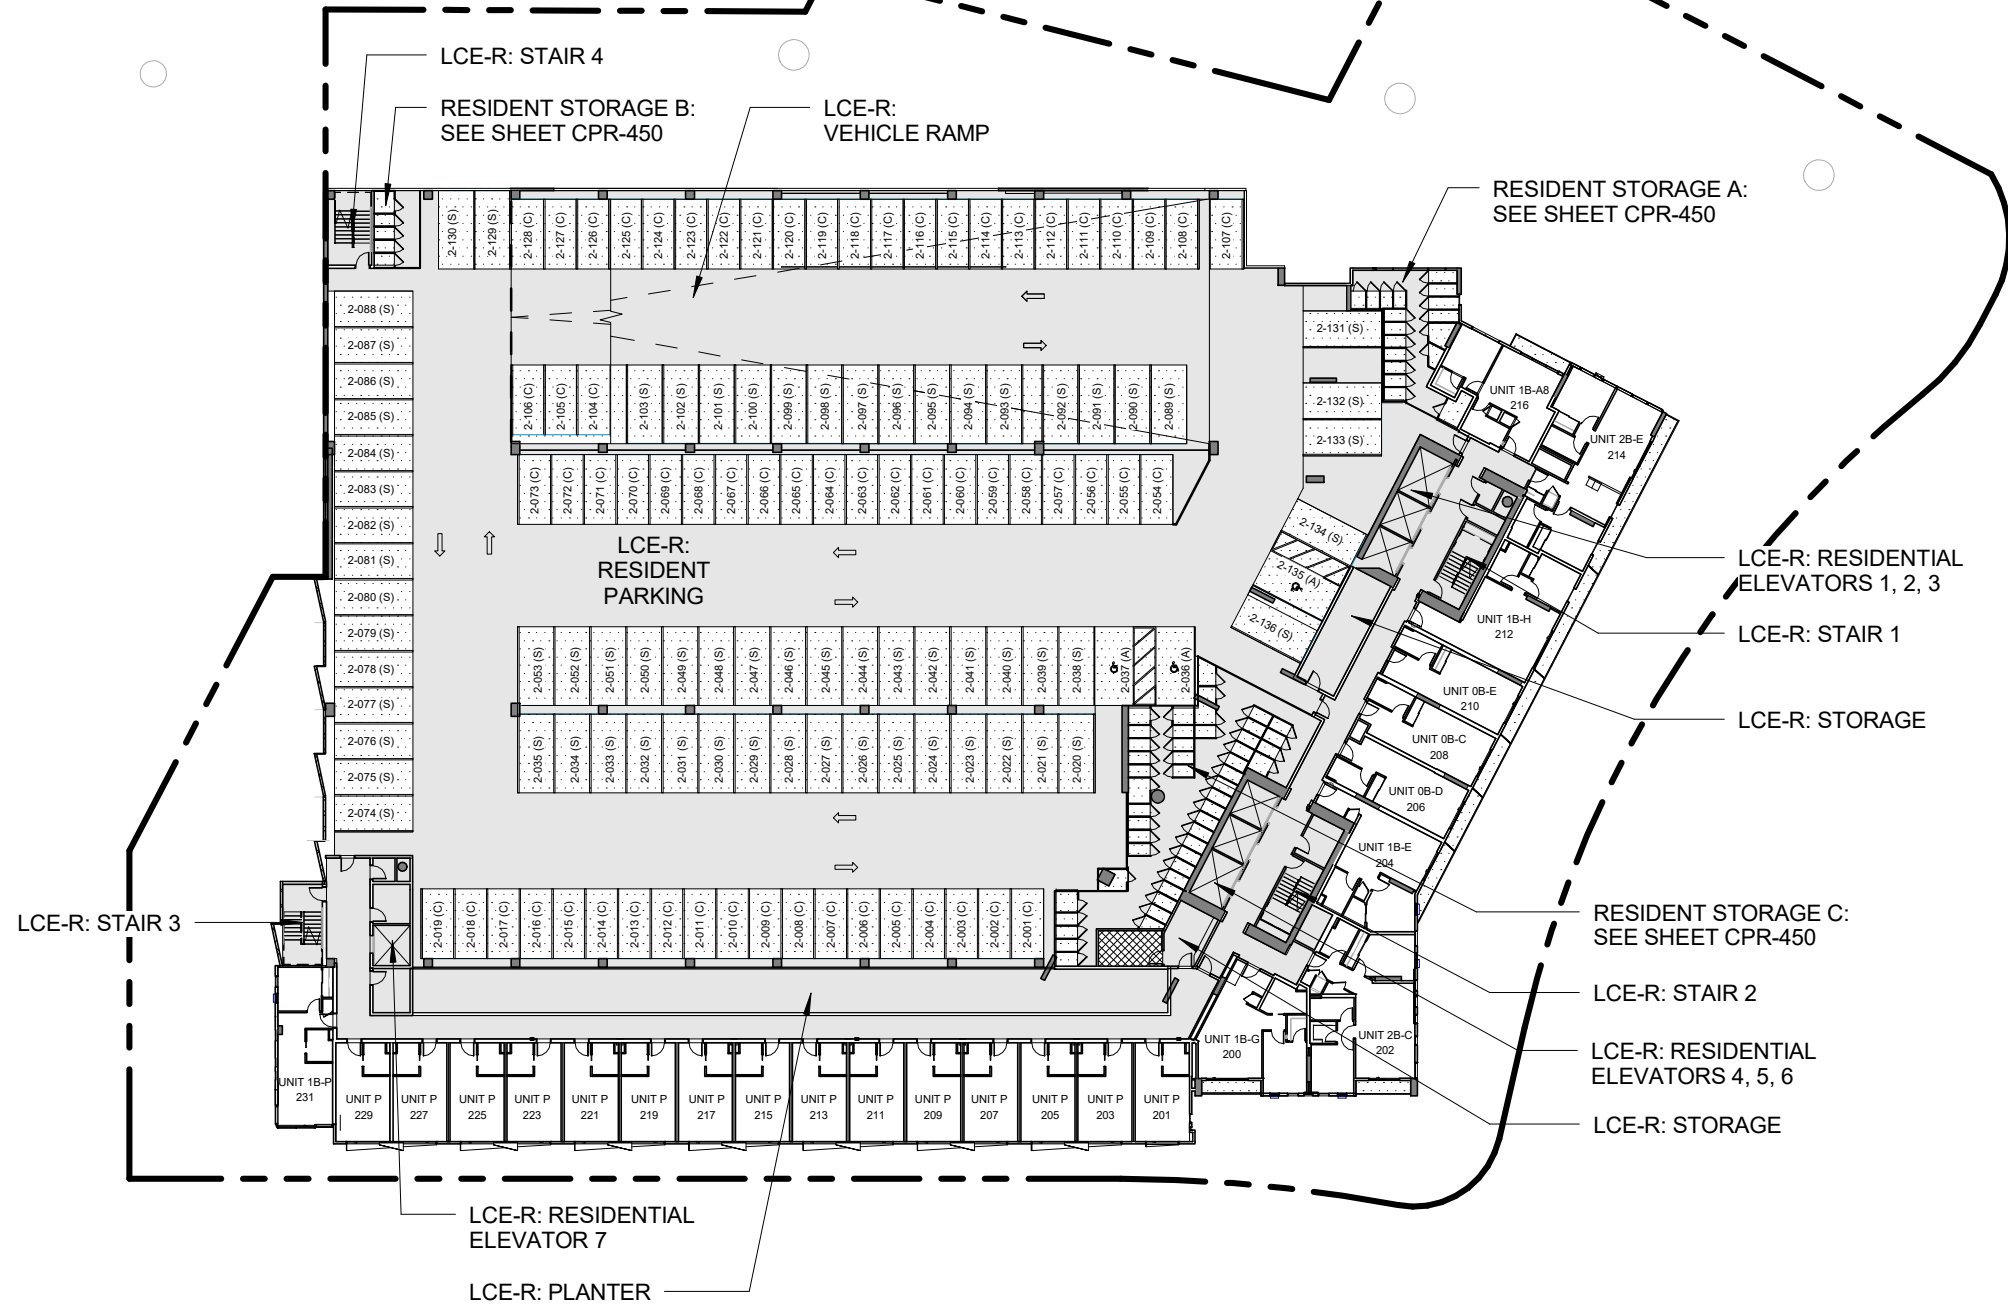 LCE-R: STAIR 4
RESIDENT STORAGE B:
SEE SHEET CPR-450
LCE-R:
VEHICLE RAMP
RESIDENT STORAGE A:
SEE SHEET CPR-450
2-130 (S)
2-129 (S)
2-128 (C)
2-127 (C)
2-126 (C)
2-125 (C)
2-124 (C)
2-123 (C)
2-122 (C)
2-121 (C)
2-120 (C)
2-119 (C)
2-118 (C)
2-117 (C)
2-116 (C)
2-115 (C)
2-114 (C)
2-113 (C)
2-112 (C)
2-111 (C)
2-110 (C)
2-109 (C)
2-108 (C)
2-107 (C)
2-088 (S)
2-087 (S)
2-086 (S)
2-085 (S)
2-084 (S)
2-083 (S)
2-082 (S)
2-081 (S)
2-080 (S)
2-079 (S)
2-078 (S)
2-077 (S)
2-076 (S)
2-075 (S)
2-074 (S)
2-106 (C)
2-105 (C)
2-104 (C)
2-103 (S)
2-102 (S)
2-101 (S)
2-100 (S)
2-099 (S)
2-098 (S)
2-097 (S)
2-096 (S)
2-095 (S)
2-094 (S)
2-093 (S)
2-092 (S)
2-091 (S)
2-090 (S)
2-089 (S)
2-131 (S)
2-132 (S)
2-133 (S)
2-073 (C)
2-072 (C)
2-071 (C)
2-070 (C)
2-069 (C)
2-068 (C)
2-067 (C)
2-066 (C)
2-065 (C)
2-064 (C)
2-063 (C)
2-062 (C)
2-061 (C)
2-060 (C)
2-059 (C)
2-058 (C)
2-057 (C)
2-056 (C)
2-055 (C)
2-054 (C)
LCE-R:
RESIDENT
PARKING
2-134 (S)
2-135 (A)
2-136 (S)
2-053 (S)
2-052 (S)
2-051 (S)
2-050 (S)
2-049 (S)
2-048 (S)
2-047 (S)
2-046 (S)
2-045 (S)
2-044 (S)
2-043 (S)
2-042 (S)
2-041 (S)
2-040 (S)
2-039 (S)
2-038 (S)
2-037 (A)
2-036 (A)
2-035 (S)
2-034 (S)
2-033 (S)
2-032 (S)
2-031 (S)
2-030 (S)
2-029 (S)
2-028 (S)
2-027 (S)
2-026 (S)
2-025 (S)
2-024 (S)
2-023 (S)
2-022 (S)
2-021 (S)
2-020 (S)
2-019 (C)
2-018 (C)
2-017 (C)
2-016 (C)
2-015 (C)
2-014 (C)
2-013 (C)
2-012 (C)
2-011 (C)
2-010 (C)
2-009 (C)
2-008 (C)
2-007 (C)
2-006 (C)
2-005 (C)
2-004 (C)
2-003 (C)
2-002 (C)
2-001 (C)
UNIT 1B-A8
216
UNIT 2B-E
214
UNIT 1B-H
212
UNIT 0B-E
210
UNIT 0B-C
208
UNIT 0B-D
206
UNIT 1B-E
204
UNIT 2B-C
202
UNIT 1B-G
200
LCE-R: RESIDENTIAL
ELEVATORS 1, 2, 3
LCE-R: STAIR 1
LCE-R: STORAGE
RESIDENT STORAGE C:
SEE SHEET CPR-450
LCE-R: STAIR 2
LCE-R: RESIDENTIAL
ELEVATORS 4, 5, 6
LCE-R: STORAGE
LCE-R: STAIR 3
UNIT 1B-P
231
UNIT P
229
UNIT P
227
UNIT P
225
UNIT P
223
UNIT P
221
UNIT P
219
UNIT P
217
UNIT P
215
UNIT P
213
UNIT P
211
UNIT P
209
UNIT P
207
UNIT P
205
UNIT P
203
UNIT P
201
LCE-R: RESIDENTIAL
ELEVATOR 7
LCE-R: PLANTER